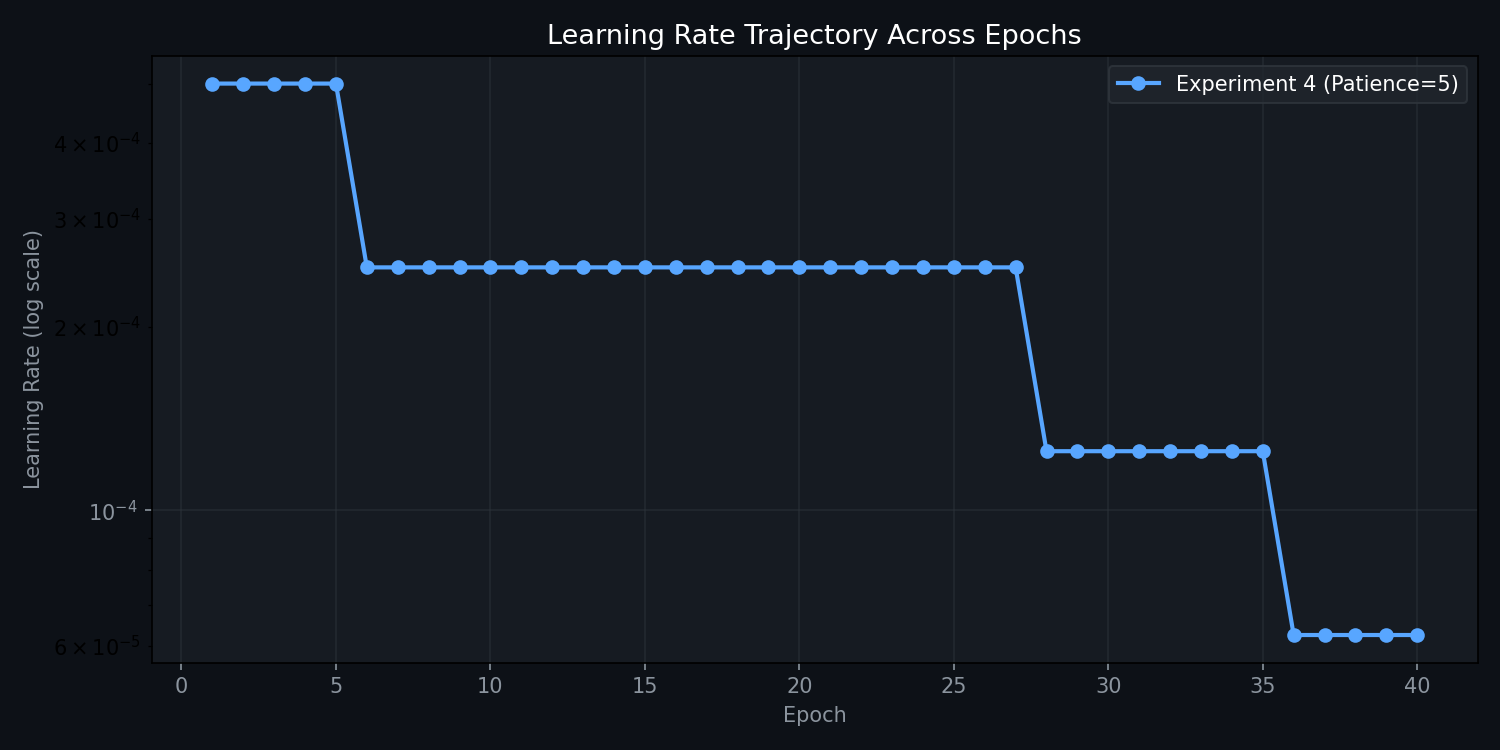 Learning Rate Trajectory Across Epochs
Experiment 4 (Patience=5)
Learning Rate (log scale)
4 × 10⁻⁴
3 × 10⁻⁴
2 × 10⁻⁴
10⁻⁴
6 × 10⁻⁵
0 5 10 15 20 25 30 35 40
Epoch